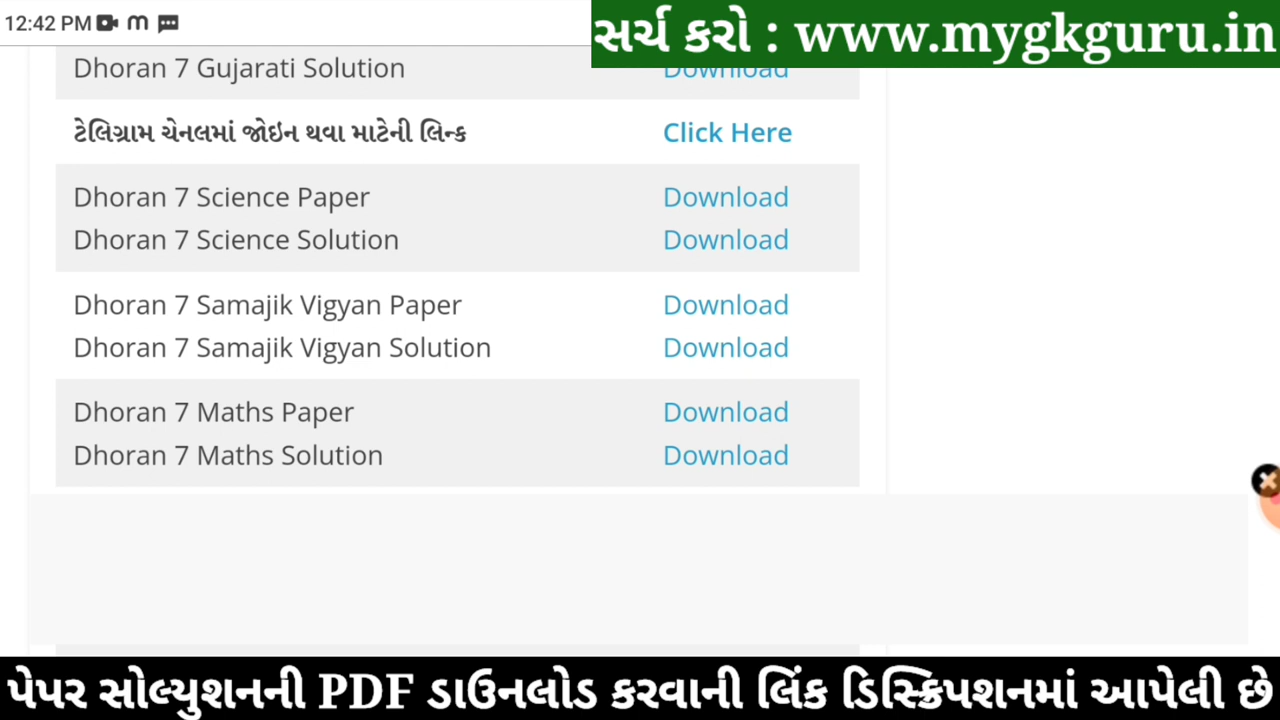 12:42 PM
સર્ચ કરો : www.mygkguru.in
Dhoran 7 Gujarati Solution Download
ટેલિગ્રામ ચેનલમાં જોઇન થવા માટેની લિન્ક Click Here
Dhoran 7 Science Paper Download
Dhoran 7 Science Solution Download
Dhoran 7 Samajik Vigyan Paper Download
Dhoran 7 Samajik Vigyan Solution Download
Dhoran 7 Maths Paper Download
Dhoran 7 Maths Solution Download
પેપર સોલ્યુશનની PDF ડાઉનલોડ કરવાની લિંક ડિસ્ક્રિપશનમાં આપેલી છે